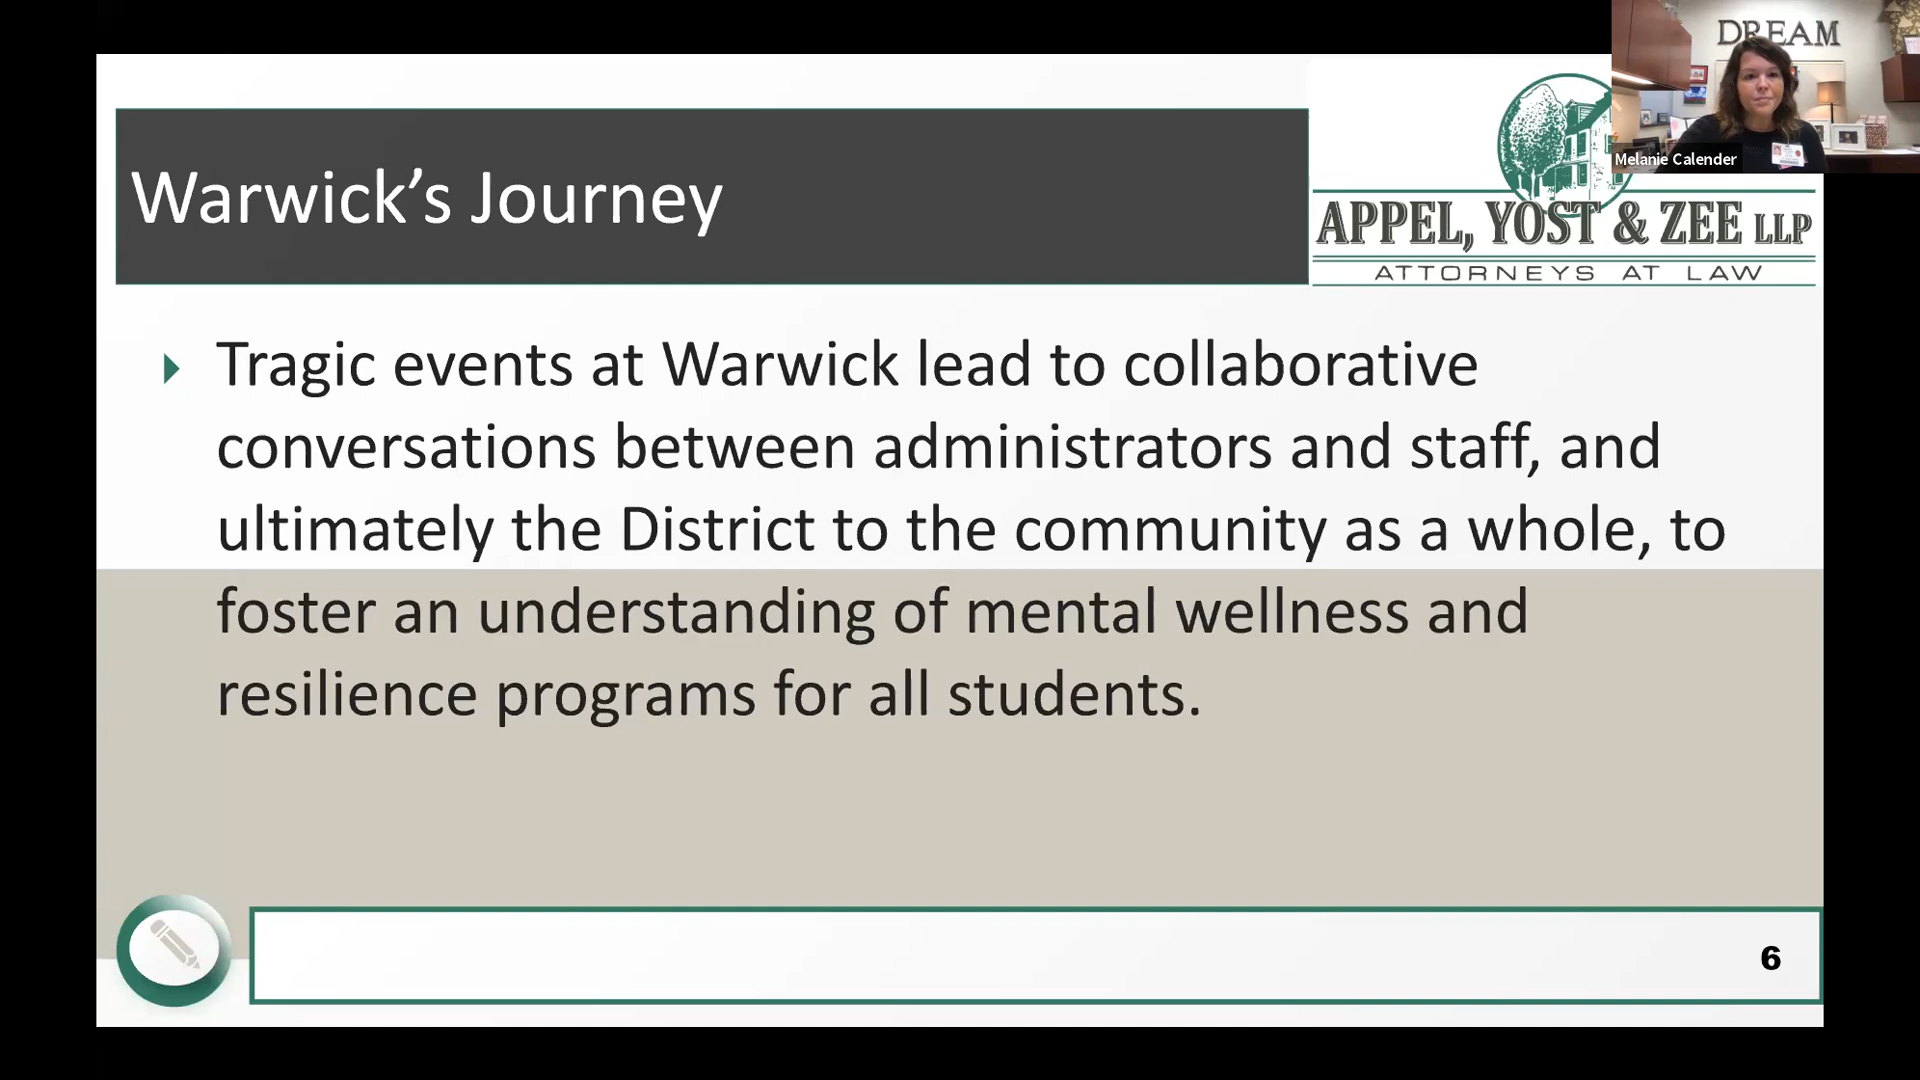 DREAM
Melanie Calender
Warwick’s Journey
APPEL, YOST & ZEE LLP
ATTORNEYS AT LAW
Tragic events at Warwick lead to collaborative
conversations between administrators and staff, and
ultimately the District to the community as a whole, to
foster an understanding of mental wellness and
resilience programs for all students.
6